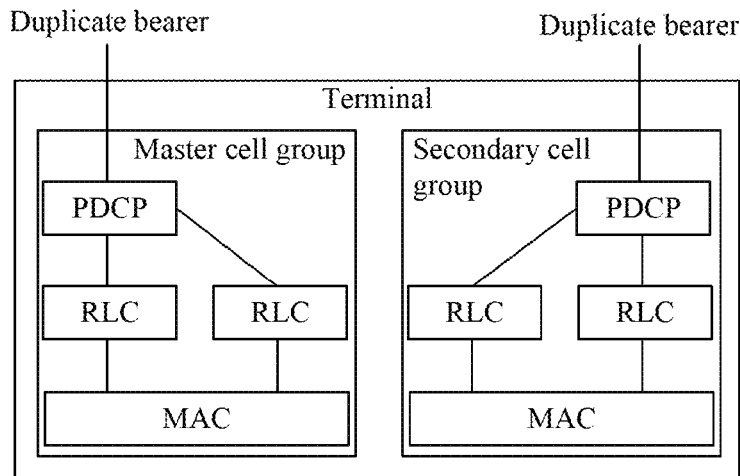 Duplicate bearer
Duplicate bearer
Terminal
Master cell group
Secondary cell
group
PDCP
PDCP
RLC
RLC
RLC
RLC
MAC
MAC